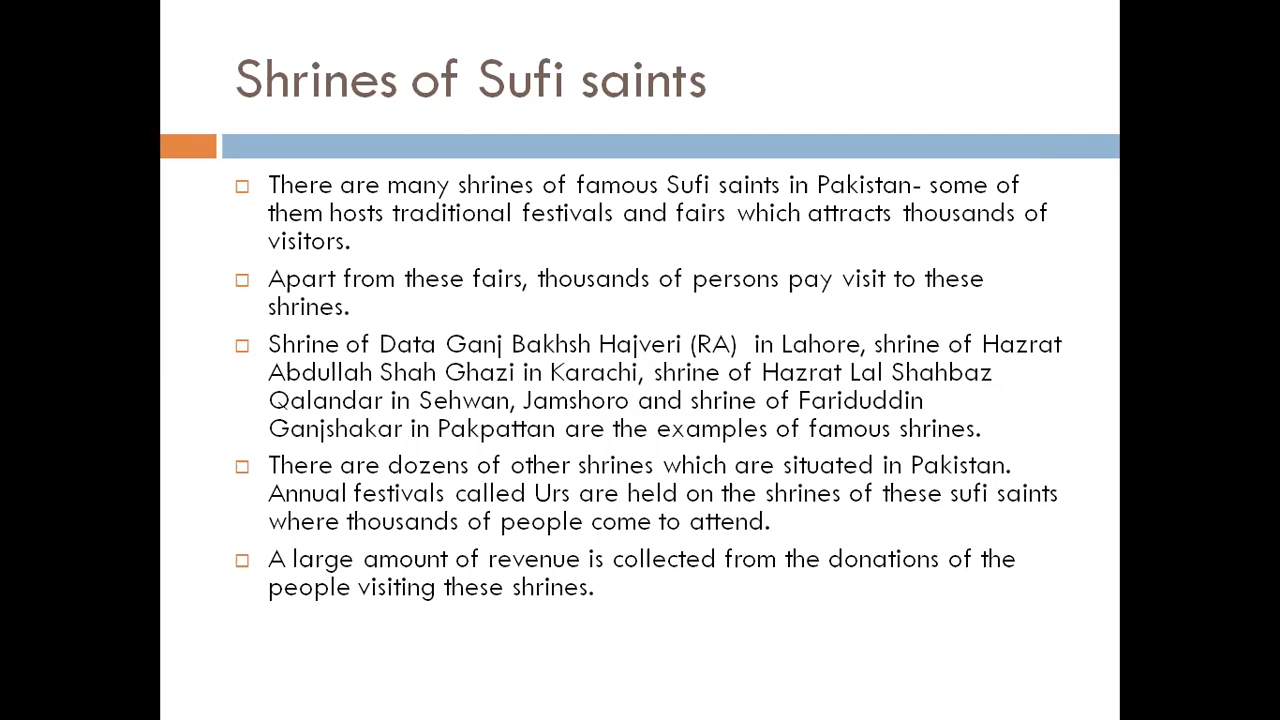 Shrines of Sufi saints
There are many shrines of famous Sufi saints in Pakistan- some of
them hosts traditional festivals and fairs which attracts thousands of
visitors.
Apart from these fairs, thousands of persons pay visit to these
shrines.
Shrine of Data Ganj Bakhsh Hajveri (RA)  in Lahore, shrine of Hazrat
Abdullah Shah Ghazi in Karachi, shrine of Hazrat Lal Shahbaz
Qalandar in Sehwan, Jamshoro and shrine of Fariduddin
Ganjshakar in Pakpattan are the examples of famous shrines.
There are dozens of other shrines which are situated in Pakistan.
Annual festivals called Urs are held on the shrines of these sufi saints
where thousands of people come to attend.
A large amount of revenue is collected from the donations of the
people visiting these shrines.